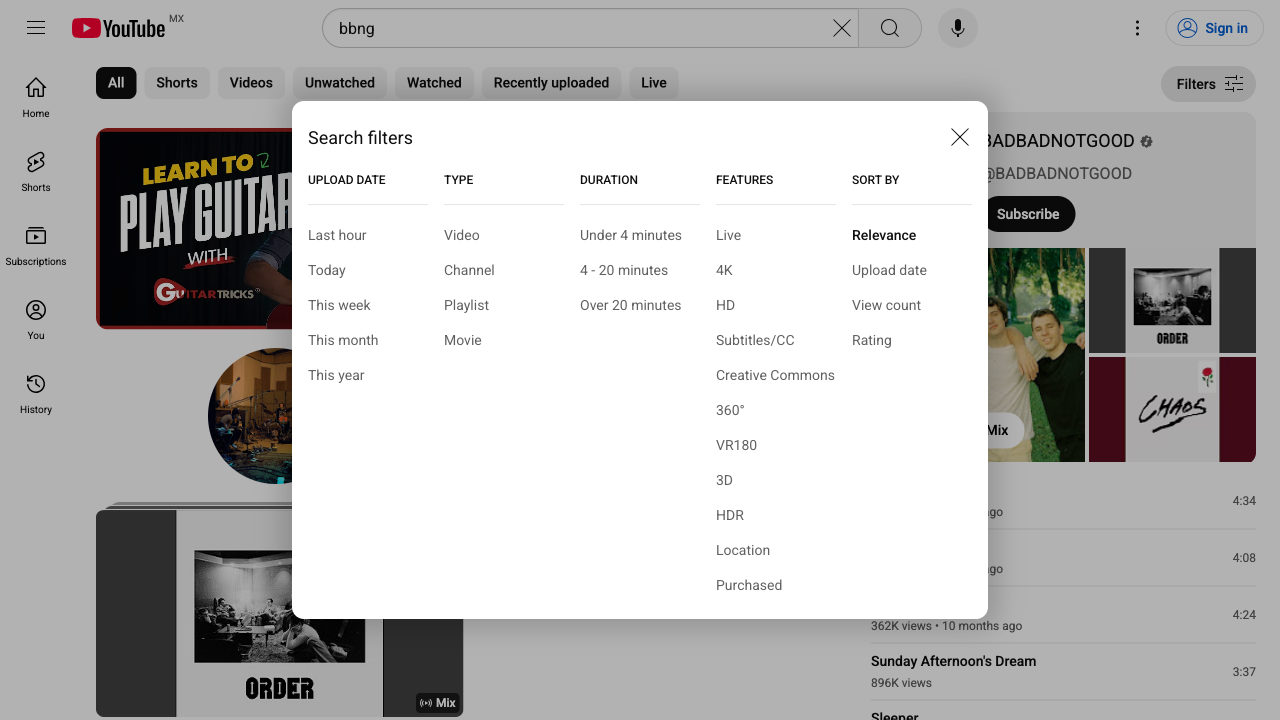 YouTube MX
bbng
Sign in
All
Shorts
Videos
Unwatched
Watched
Recently uploaded
Live
Filters
Home
Shorts
Subscriptions
You
History
LEARN TO
PLAY GUITAR
WITH
GUITARTRICKS
Search filters
UPLOAD DATE
Last hour
Today
This week
This month
This year
TYPE
Video
Channel
Playlist
Movie
DURATION
Under 4 minutes
4 - 20 minutes
Over 20 minutes
FEATURES
Live
4K
HD
Subtitles/CC
Creative Commons
360°
VR180
3D
HDR
Location
Purchased
SORT BY
Relevance
Upload date
View count
Rating
BADBADNOTGOOD
@BADBADNOTGOOD
Subscribe
ORDER
CHAOS
Mix
4:34
ago
4:08
ago
4:24
362K views • 10 months ago
Sunday Afternoon's Dream
3:37
896K views
Sleeper
ORDER
Mix